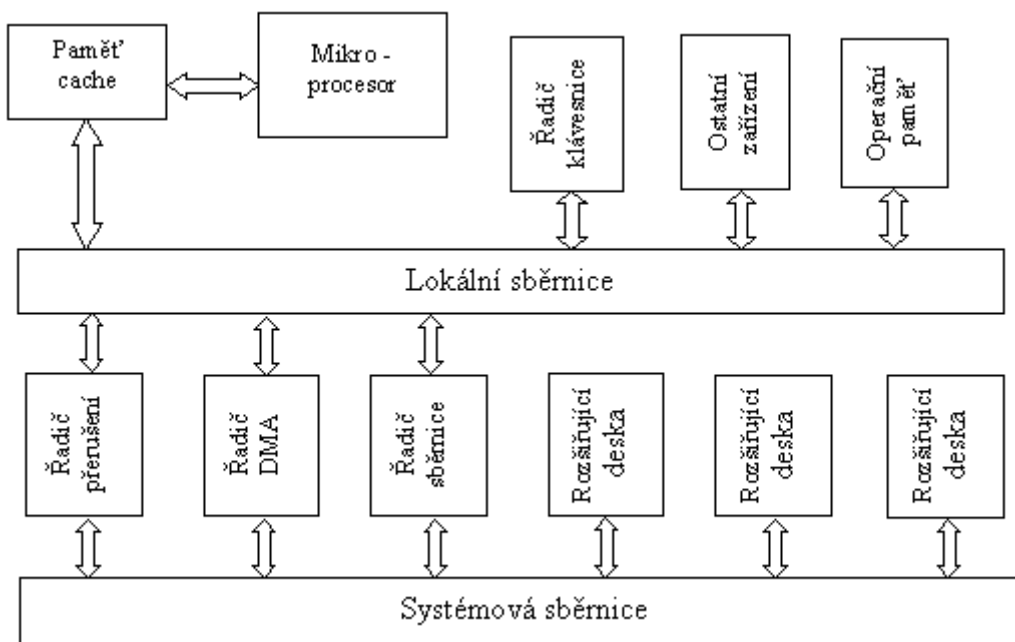 Paměť
cache
Mikro -
procesor
Řadič
klávesnice
Ostatní
zařízení
Operační
paměť
Lokální sběrnice
Řadič
přerušení
Řadič
DMA
Řadič
sběrnice
Rozšiřující
deska
Rozšiřující
deska
Rozšiřující
deska
Systémová sběrnice